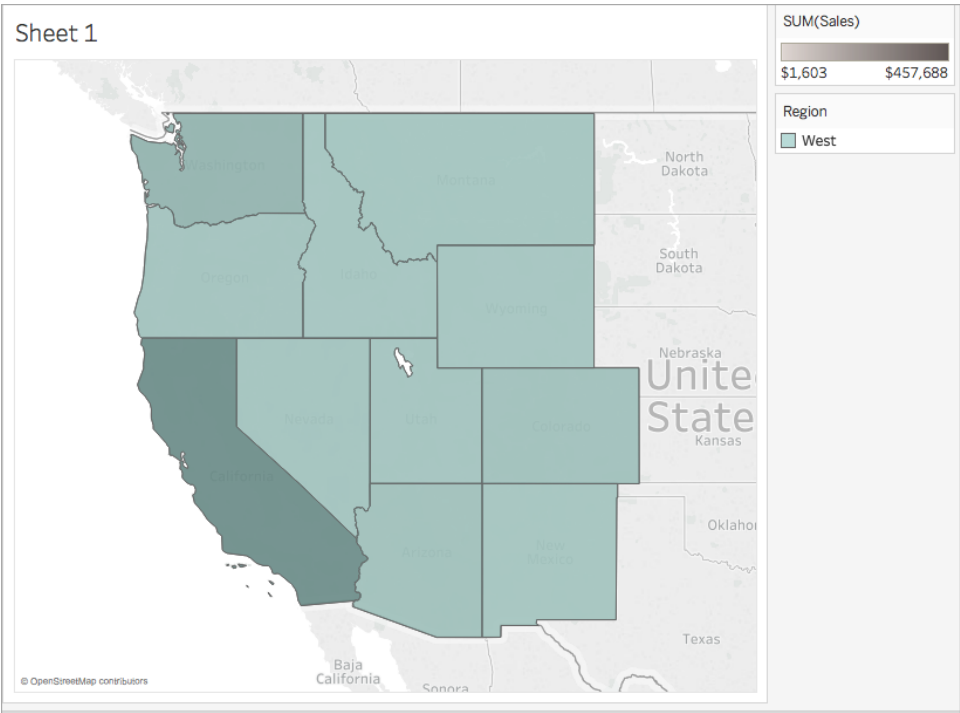 Sheet 1
SUM(Sales)
$1,603
$457,688
Region
West
Washington
Montana
North
Dakota
Oregon
Idaho
South
Dakota
Wyoming
Nebraska
Unite
State
Nevada
Utah
Colorado
Kansas
California
Arizona
New
Mexico
Oklaho
Texas
Baja
California
Sonora
© OpenStreetMap contributors